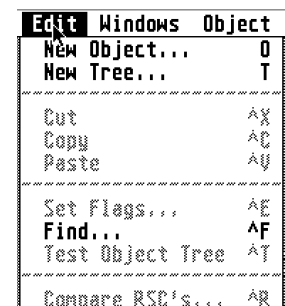 Edit Windows Object
New Object... O
New Tree... T
Cut ^X
Copy ^C
Paste ^V
Set Flags... ^E
Find... ^F
Test Object Tree ^T
Compare RSC's... ^R